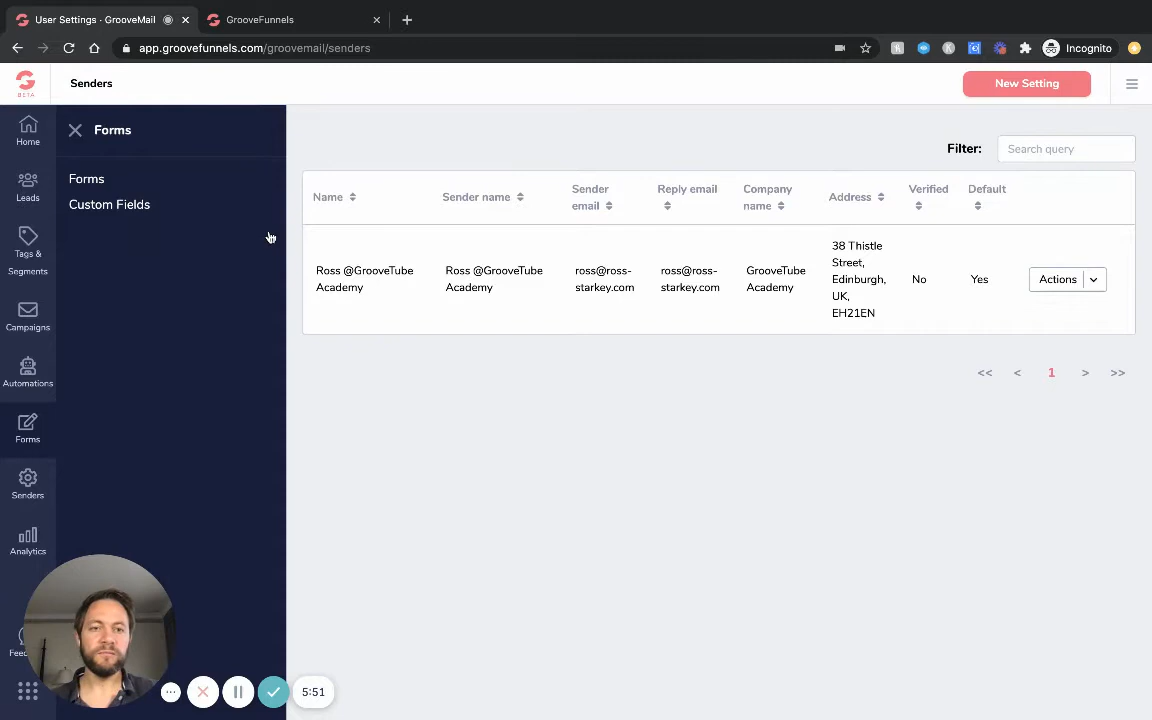 User Settings · GrooveMail
GrooveFunnels
app.groovefunnels.com/groovemail/senders
Incognito
BETA
Senders
New Setting
Home
Leads
Tags &
Segments
Campaigns
Automations
Forms
Senders
Analytics
Forms
Forms
Custom Fields
Filter:
Search query
Name
Sender name
Sender
email
Reply email
Company
name
Address
Verified
Default
Ross @GrooveTube
Academy
Ross @GrooveTube
Academy
ross@ross-
starkey.com
ross@ross-
starkey.com
GrooveTube
Academy
38 Thistle
Street,
Edinburgh,
UK,
EH21EN
No
Yes
Actions
<< < 1 > >>
5:51